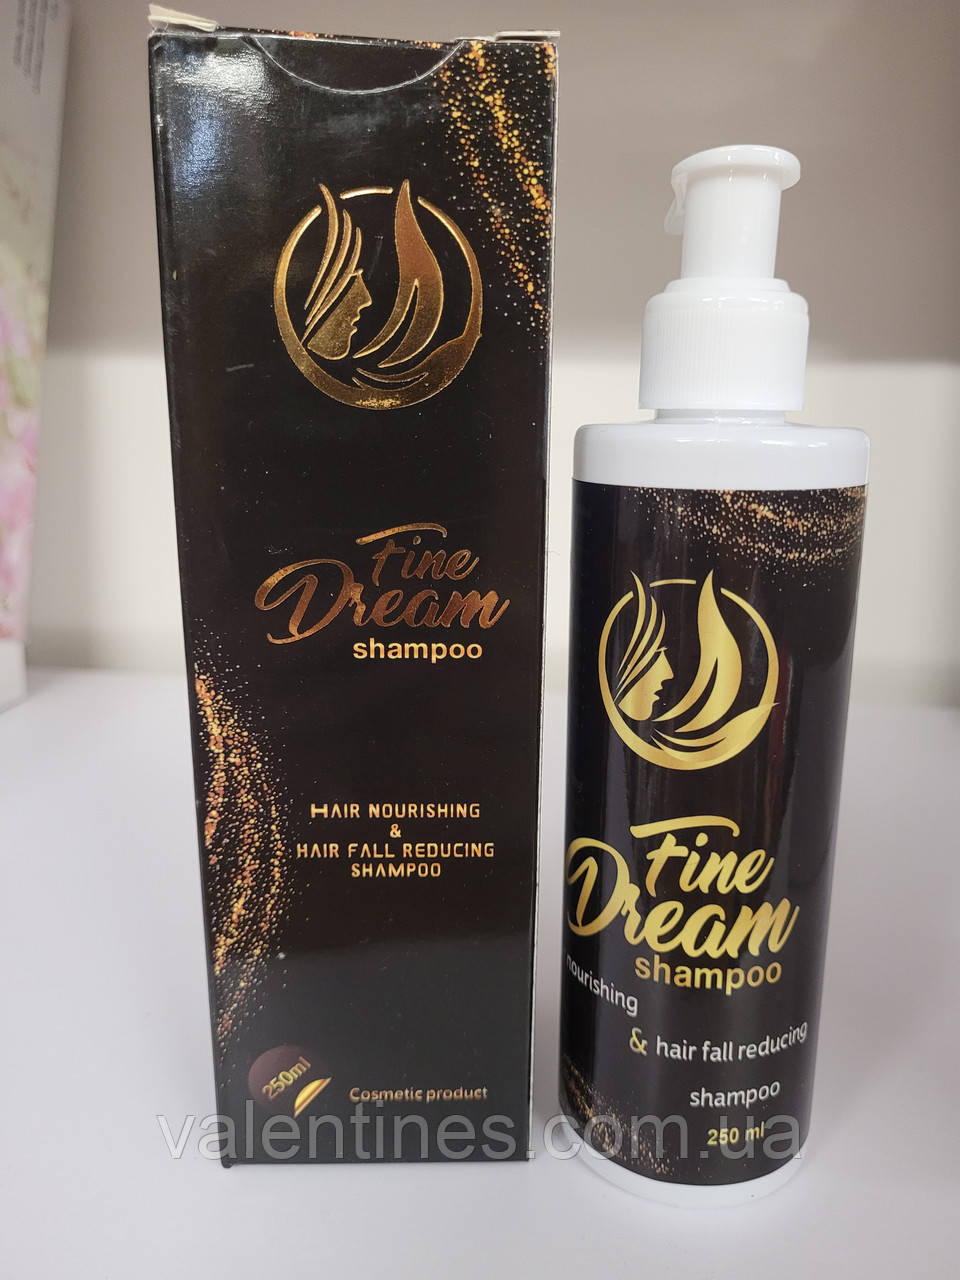 Fine
Dream
shampoo
HAIR NOURISHING
&
HAIR FALL REDUCING
SHAMPOO
250ml
Cosmetic product
Fine
Dream
shampoo
nourishing
& hair fall reducing
shampoo
250 ml
valentines.com.ua